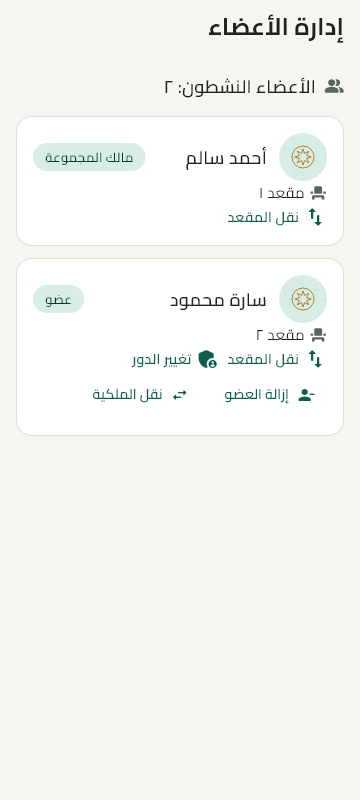 إدارة الأعضاء
الأعضاء النشطون: ٢
أحمد سالم
مالك المجموعة
مقعد ١
نقل المقعد
سارة محمود
عضو
مقعد ٢
نقل المقعد تغيير الدور
إزالة العضو نقل الملكية